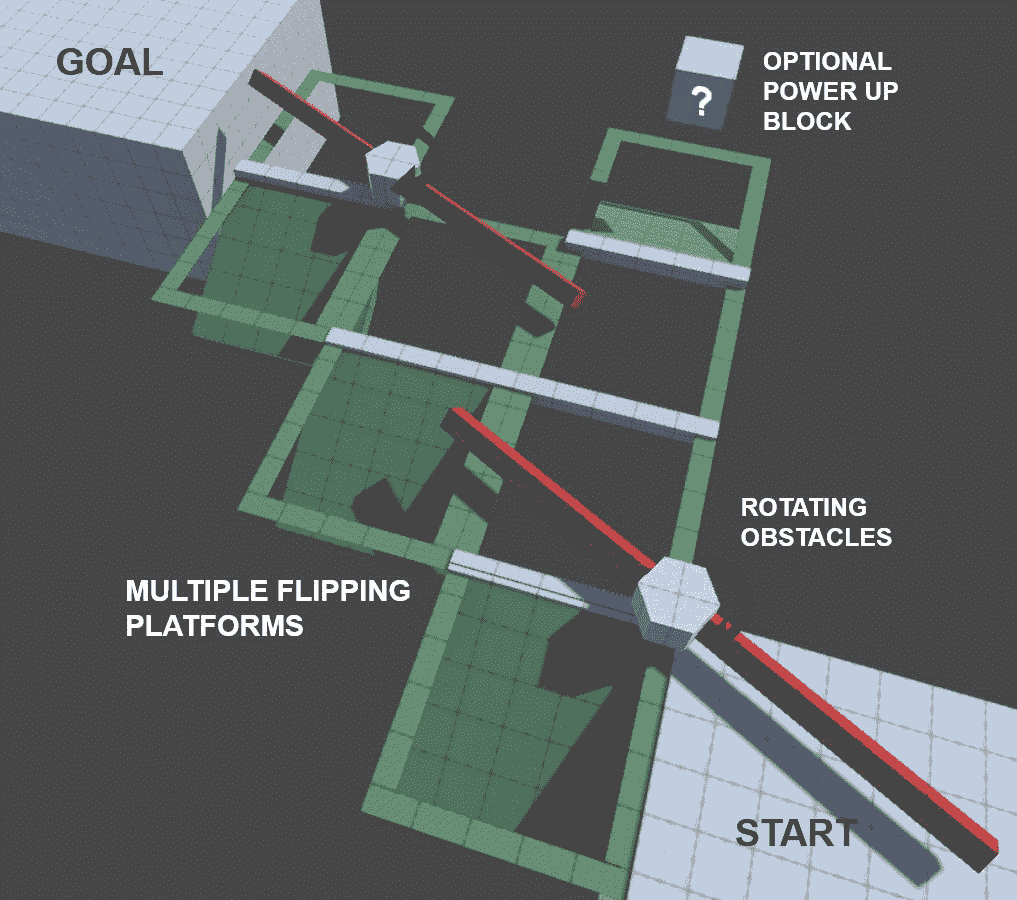 GOAL
OPTIONAL
POWER UP
BLOCK
?
ROTATING
OBSTACLES
MULTIPLE FLIPPING
PLATFORMS
START